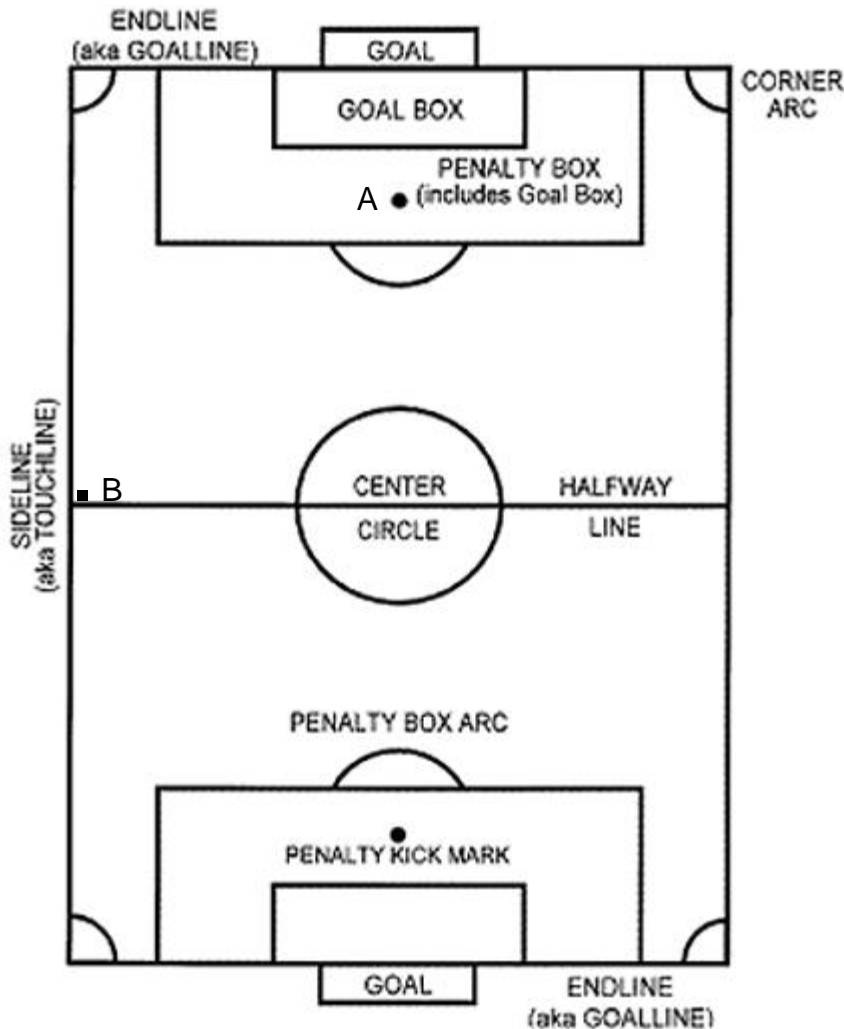 ENDLINE
(aka GOALLINE)
GOAL
CORNER
ARC
GOAL BOX
PENALTY BOX
(includes Goal Box)
A
SIDELINE
(aka TOUCHLINE)
B
CENTER
CIRCLE
HALFWAY
LINE
PENALTY BOX ARC
PENALTY KICK MARK
GOAL
ENDLINE
(aka GOALLINE)